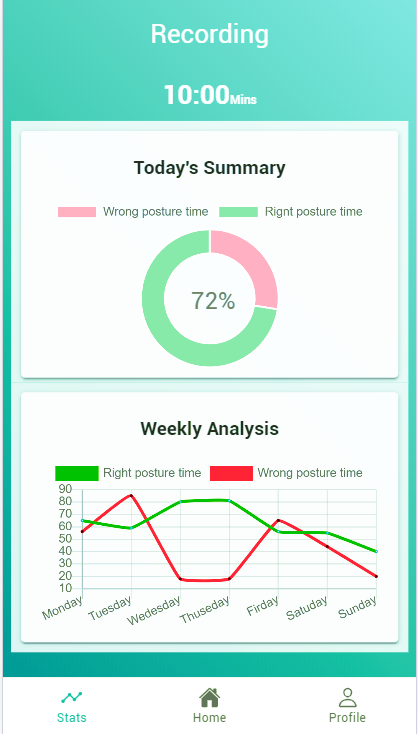 Recording
10:00Mins
Today's Summary
Wrong posture time Rignt posture time
72%
Weekly Analysis
Right posture time Wrong posture time
90
80
70
60
50
40
30
20
10
Monday Tuesday Wedesday Thuseday Firday Satuday Sunday
Stats Home Profile